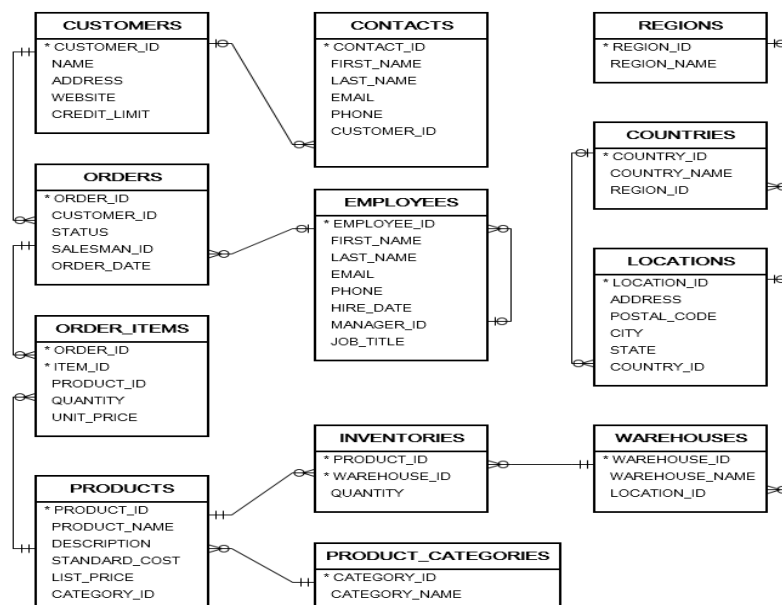 CUSTOMERS
* CUSTOMER_ID
NAME
ADDRESS
WEBSITE
CREDIT_LIMIT
CONTACTS
* CONTACT_ID
FIRST_NAME
LAST_NAME
EMAIL
PHONE
CUSTOMER_ID
REGIONS
* REGION_ID
REGION_NAME
COUNTRIES
* COUNTRY_ID
COUNTRY_NAME
REGION_ID
ORDERS
* ORDER_ID
CUSTOMER_ID
STATUS
SALESMAN_ID
ORDER_DATE
EMPLOYEES
* EMPLOYEE_ID
FIRST_NAME
LAST_NAME
EMAIL
PHONE
HIRE_DATE
MANAGER_ID
JOB_TITLE
LOCATIONS
* LOCATION_ID
ADDRESS
POSTAL_CODE
CITY
STATE
COUNTRY_ID
ORDER_ITEMS
* ORDER_ID
* ITEM_ID
PRODUCT_ID
QUANTITY
UNIT_PRICE
INVENTORIES
* PRODUCT_ID
* WAREHOUSE_ID
QUANTITY
WAREHOUSES
* WAREHOUSE_ID
WAREHOUSE_NAME
LOCATION_ID
PRODUCTS
* PRODUCT_ID
PRODUCT_NAME
DESCRIPTION
STANDARD_COST
LIST_PRICE
CATEGORY_ID
PRODUCT_CATEGORIES
* CATEGORY_ID
CATEGORY_NAME